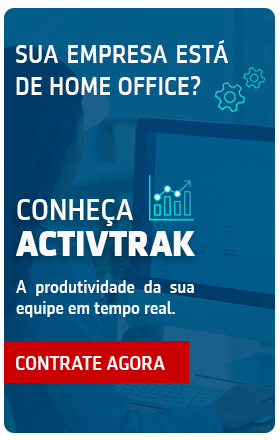 SUA EMPRESA ESTÁ
DE HOME OFFICE?
CONHEÇA
ACTIVTRAK
A produtividade da sua
equipe em tempo real.
CONTRATE AGORA